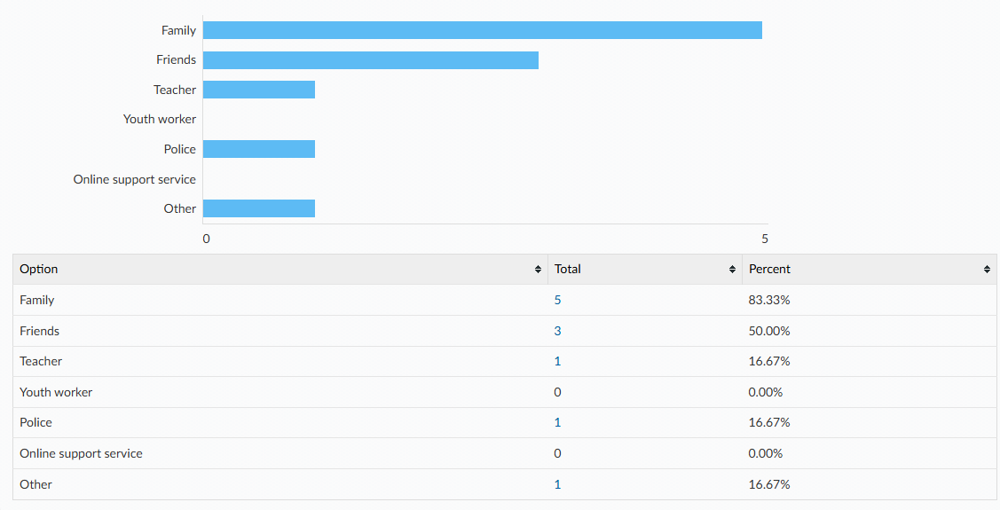 Family
Friends
Teacher
Youth worker
Police
Online support service
Other
0 5
Option Total Percent
Family 5 83.33%
Friends 3 50.00%
Teacher 1 16.67%
Youth worker 0 0.00%
Police 1 16.67%
Online support service 0 0.00%
Other 1 16.67%